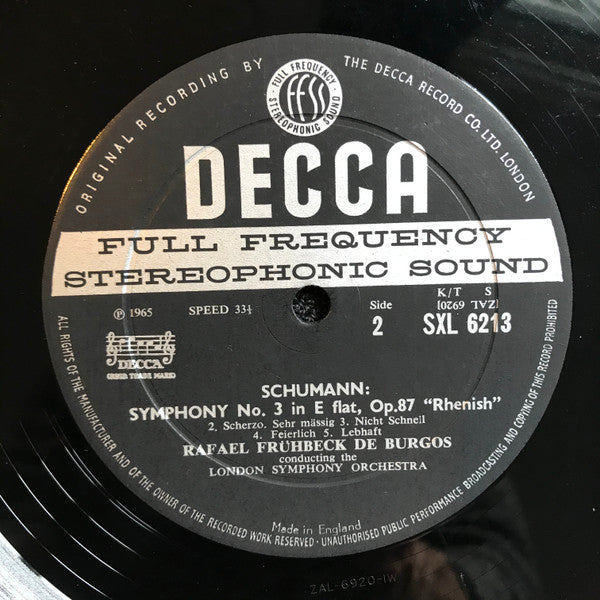 ORIGINAL RECORDING BY
THE DECCA RECORD CO. LTD. LONDON
FULL FREQUENCY
FFSS
STEREOPHONIC SOUND
DECCA
FULL FREQUENCY
STEREOPHONIC SOUND
℗ 1965
SPEED 33⅓
Side
2
K/T S
(ZAL 6920)
SXL 6213
DECCA
(REGD TRADE MARK)
SCHUMANN:
SYMPHONY No. 3 in E flat, Op.87 "Rhenish"
2. Scherzo. Sehr mässig 3. Nicht Schnell
4. Feierlich 5. Lebhaft
RAFAEL FRÜHBECK DE BURGOS
conducting the
LONDON SYMPHONY ORCHESTRA
Made in England
ALL RIGHTS OF THE MANUFACTURER AND OF THE OWNER OF THE RECORDED WORK RESERVED · UNAUTHORISED PUBLIC PERFORMANCE BROADCASTING AND COPYING OF THIS RECORD PROHIBITED
ZAL-6920-1W